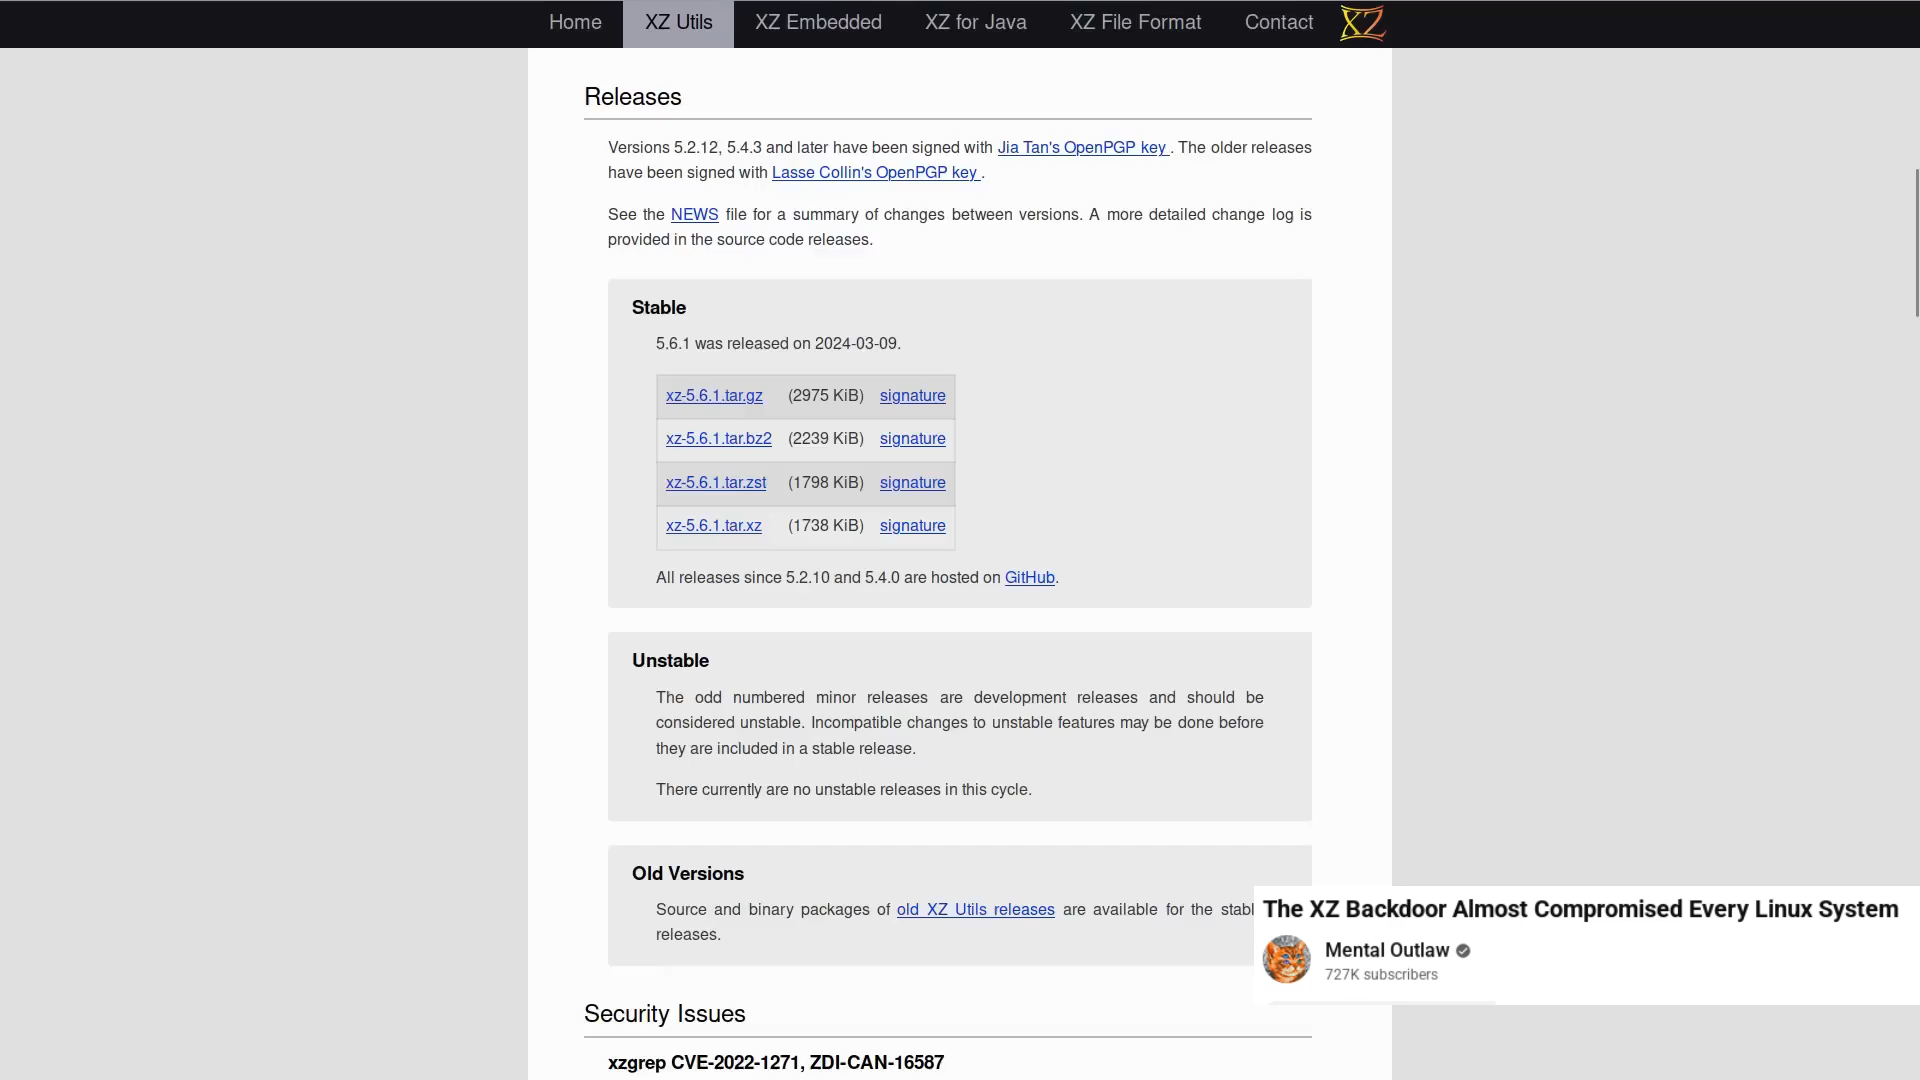 Home XZ Utils XZ Embedded XZ for Java XZ File Format Contact XZ
Releases
Versions 5.2.12, 5.4.3 and later have been signed with Jia Tan's OpenPGP key . The older releases
have been signed with Lasse Collin's OpenPGP key .
See the NEWS file for a summary of changes between versions. A more detailed change log is
provided in the source code releases.
Stable
5.6.1 was released on 2024-03-09.
xz-5.6.1.tar.gz (2975 KiB) signature
xz-5.6.1.tar.bz2 (2239 KiB) signature
xz-5.6.1.tar.zst (1798 KiB) signature
xz-5.6.1.tar.xz (1738 KiB) signature
All releases since 5.2.10 and 5.4.0 are hosted on GitHub.
Unstable
The odd numbered minor releases are development releases and should be
considered unstable. Incompatible changes to unstable features may be done before
they are included in a stable release.
There currently are no unstable releases in this cycle.
Old Versions
Source and binary packages of old XZ Utils releases are available for the stabl
releases.
The XZ Backdoor Almost Compromised Every Linux System
Mental Outlaw
727K subscribers
Security Issues
xzgrep CVE-2022-1271, ZDI-CAN-16587